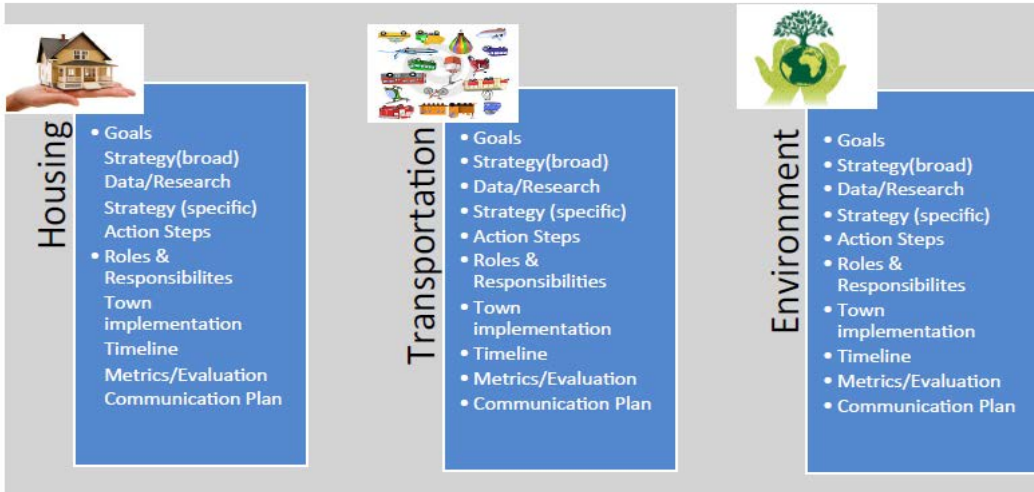 Housing
• Goals
Strategy(broad)
Data/Research
Strategy (specific)
Action Steps
• Roles &
Responsibilites
Town
implementation
Timeline
Metrics/Evaluation
Communication Plan
Transportation
• Goals
• Strategy(broad)
• Data/Research
• Strategy (specific)
• Action Steps
• Roles &
Responsibilities
• Town
implementation
• Timeline
• Metrics/Evaluation
• Communication Plan
Environment
• Goals
• Strategy(broad)
• Data/Research
• Strategy (specific)
• Action Steps
• Roles &
Responsibilites
• Town
implementation
• Timeline
• Metrics/Evaluation
• Communication Plan